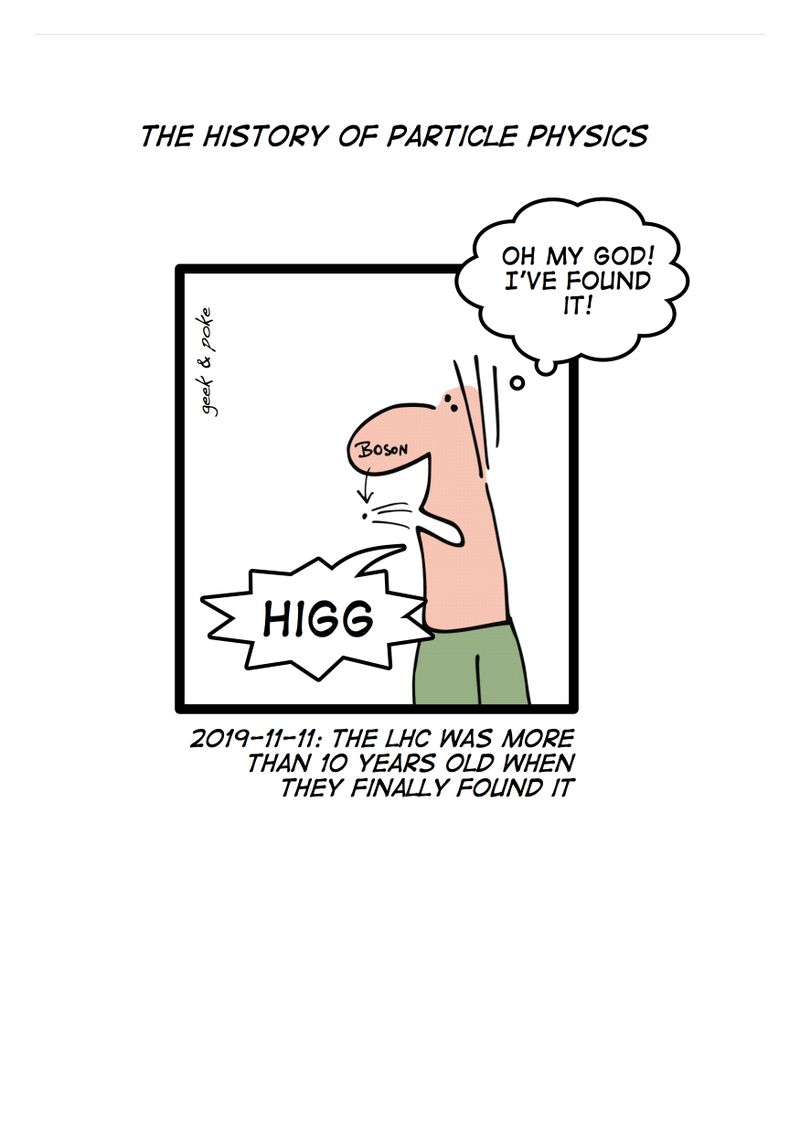 THE HISTORY OF PARTICLE PHYSICS
OH MY GOD!
I'VE FOUND
IT!
geek & poke
BOSON
HIGG
2019-11-11: THE LHC WAS MORE
THAN 10 YEARS OLD WHEN
THEY FINALLY FOUND IT